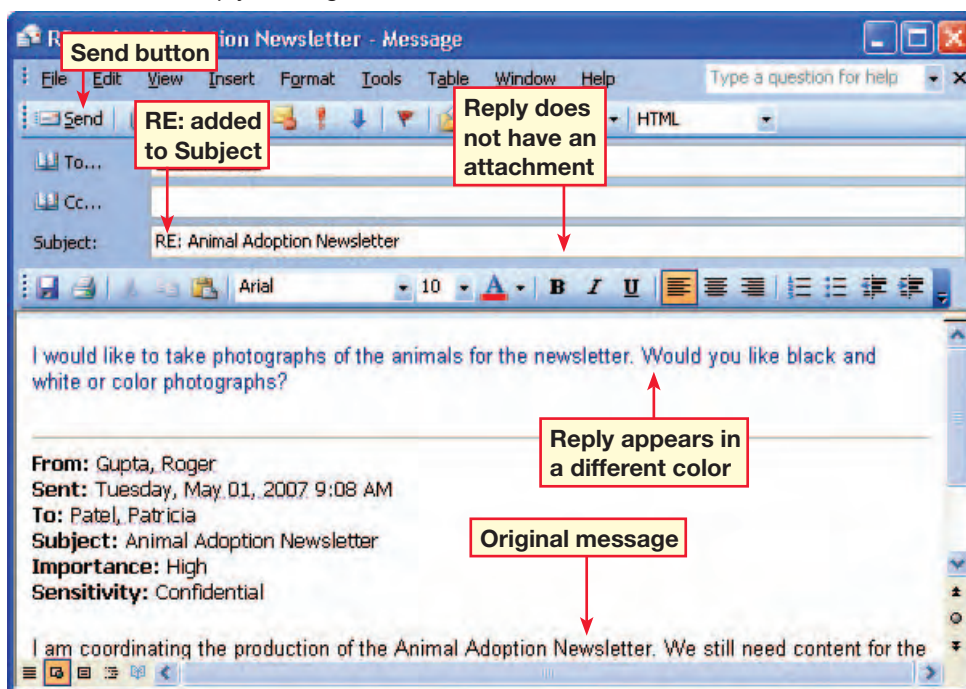 RE: Animal Adoption Newsletter - Message
Send button
File Edit View Insert Format Tools Table Window Help Type a question for help
Send
RE: added
to Subject
Reply does
not have an
attachment
HTML
To...
Cc...
Subject: RE: Animal Adoption Newsletter
Arial 10 A B I U
I would like to take photographs of the animals for the newsletter. Would you like black and
white or color photographs?
Reply appears in
a different color
From: Gupta, Roger
Sent: Tuesday, May 01, 2007 9:08 AM
To: Patel, Patricia
Subject: Animal Adoption Newsletter
Importance: High
Sensitivity: Confidential
Original message
I am coordinating the production of the Animal Adoption Newsletter. We still need content for the